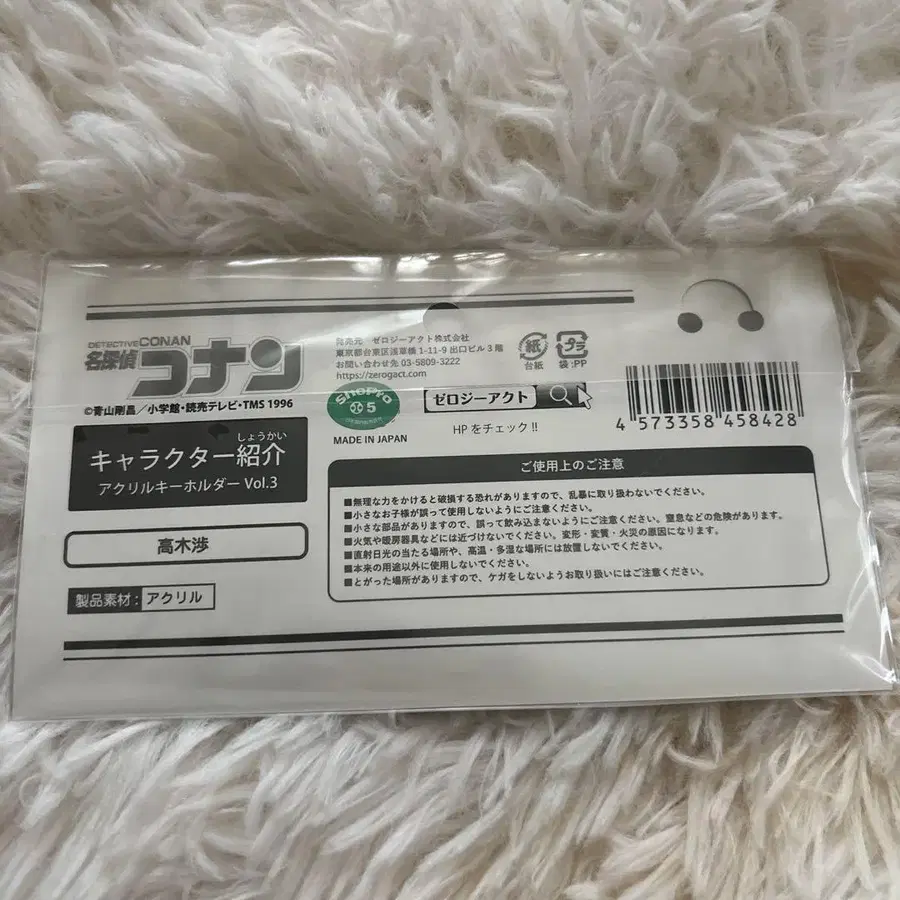 DETECTIVE CONAN
名探偵
コナン
©青山剛昌／小学館・読売テレビ・TMS 1996
しょうかい
キャラクター紹介
アクリルキーホルダー Vol.3
高木渉
製品素材：アクリル
発売元 ゼロジーアクト株式会社
東京都台東区浅草橋 1-11-9 出口ビル 3 階
お問い合わせ先 03-5809-3222
https://zerogact.com/
紙
台紙
プラ
袋:PP
ShoPro
5
MADE IN JAPAN
ゼロジーアクト
HP をチェック !!
4 573358 458428
ご使用上のご注意
■無理な力をかけると破損する恐れがありますので、乱暴に取り扱わないでください。
■小さなお子様が誤って使用しないようにご注意ください。
■小さな部品がありますので、誤って飲み込まないようにご注意ください。窒息などの危険があります。
■火気や暖房器具などには近づけないでください。変形・変質・火災の原因になります。
■直射日光の当たる場所や、高温・多湿な場所には放置しないでください。
■本来の用途以外に使用しないでください。
■とがった場所がありますので、ケガをしないようお取り扱いにはご注意ください。